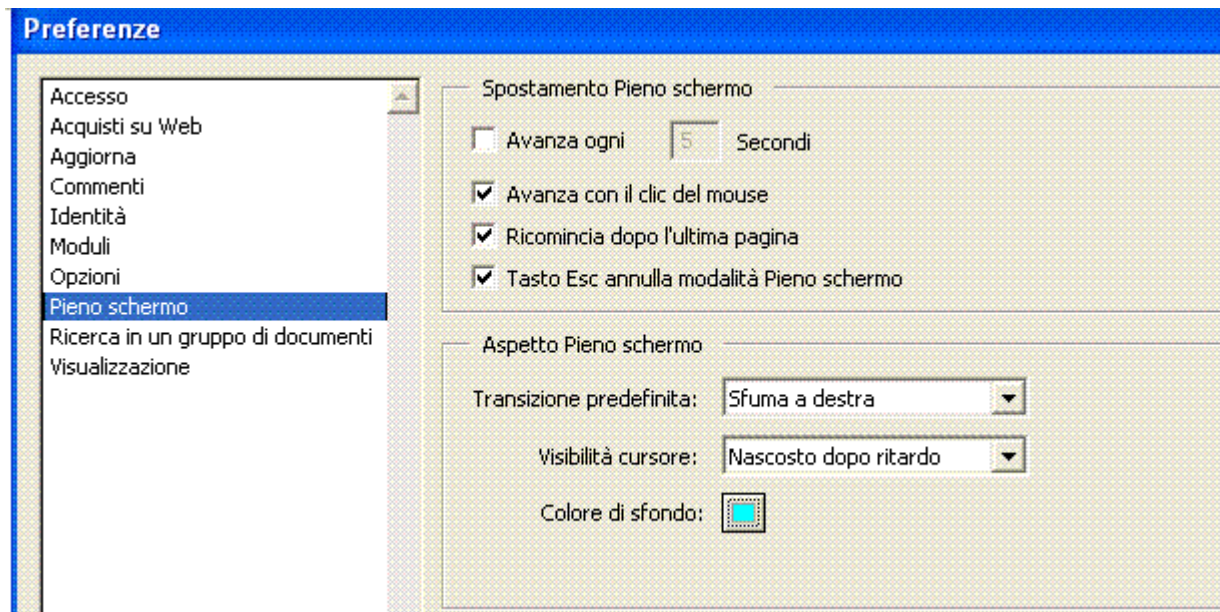 Preferenze
Accesso
Acquisti su Web
Aggiorna
Commenti
Identità
Moduli
Opzioni
Pieno schermo
Ricerca in un gruppo di documenti
Visualizzazione
Spostamento Pieno schermo
Avanza ogni 5 Secondi
Avanza con il clic del mouse
Ricomincia dopo l'ultima pagina
Tasto Esc annulla modalità Pieno schermo
Aspetto Pieno schermo
Transizione predefinita: Sfuma a destra
Visibilità cursore: Nascosto dopo ritardo
Colore di sfondo: